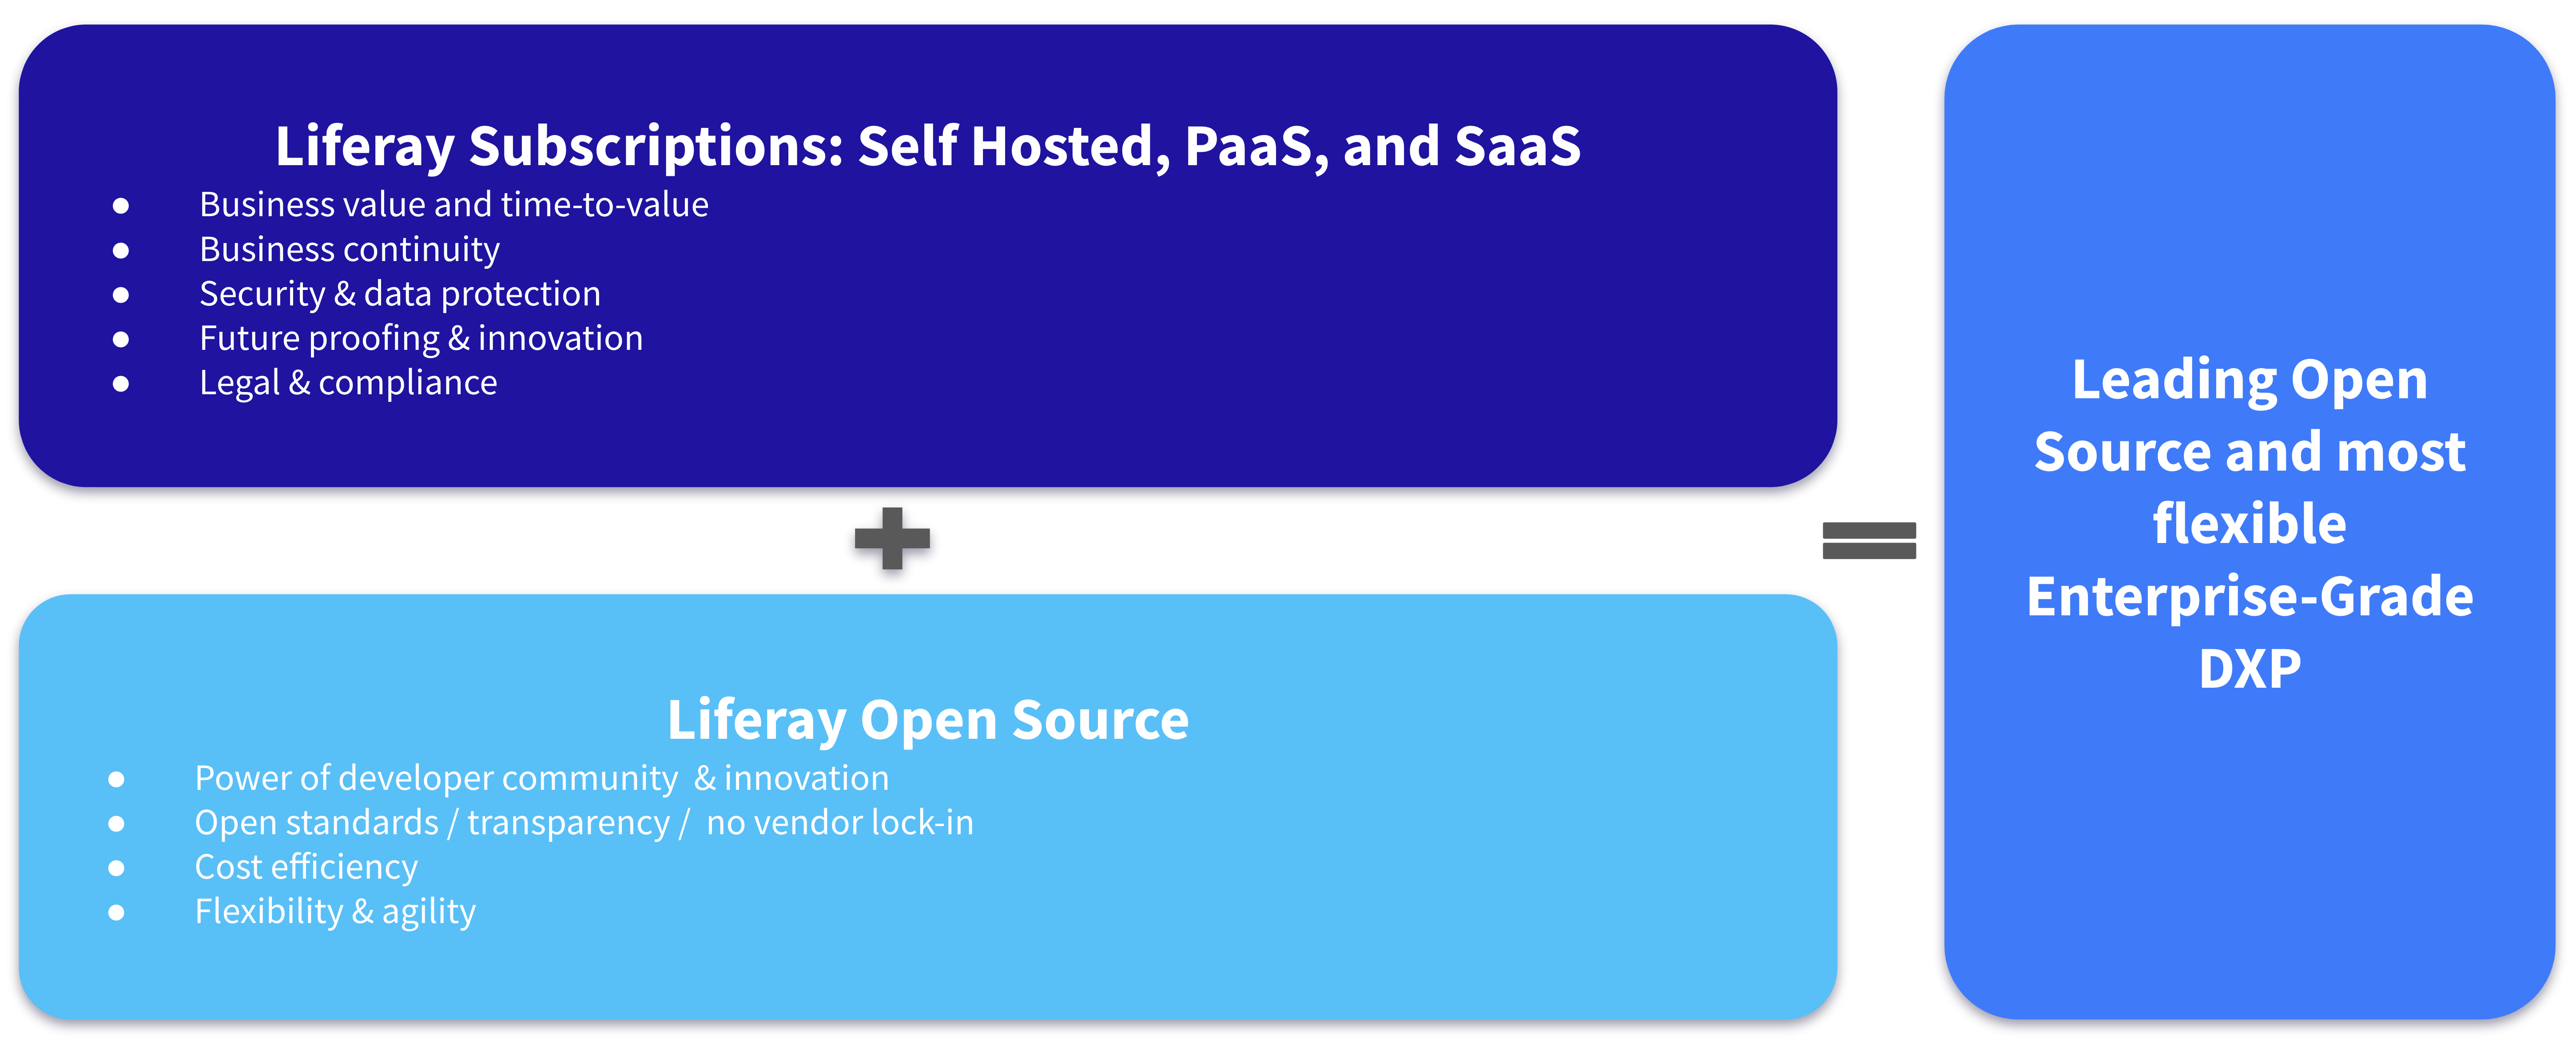 Liferay Subscriptions: Self Hosted, PaaS, and SaaS
● Business value and time-to-value
● Business continuity
● Security & data protection
● Future proofing & innovation
● Legal & compliance
Liferay Open Source
● Power of developer community  & innovation
● Open standards / transparency /  no vendor lock-in
● Cost efficiency
● Flexibility & agility
Leading Open
Source and most
flexible
Enterprise-Grade
DXP